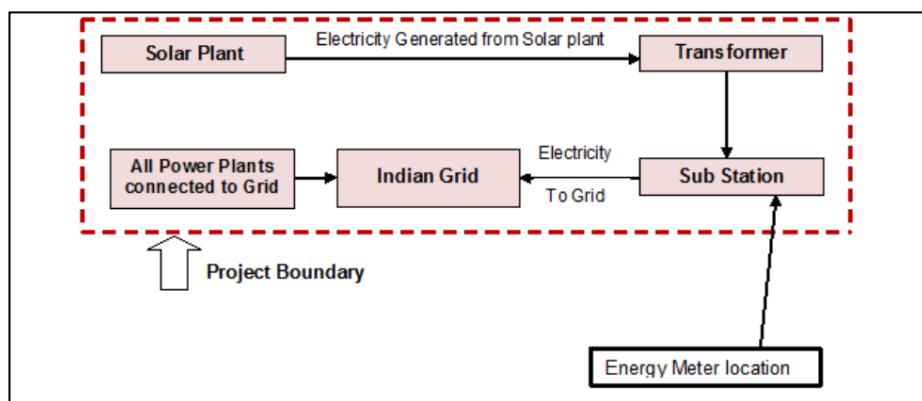 Electricity Generated from Solar plant
Solar Plant
Transformer
All Power Plants
connected to Grid
Indian Grid
Electricity
To Grid
Sub Station
Project Boundary
Energy Meter location